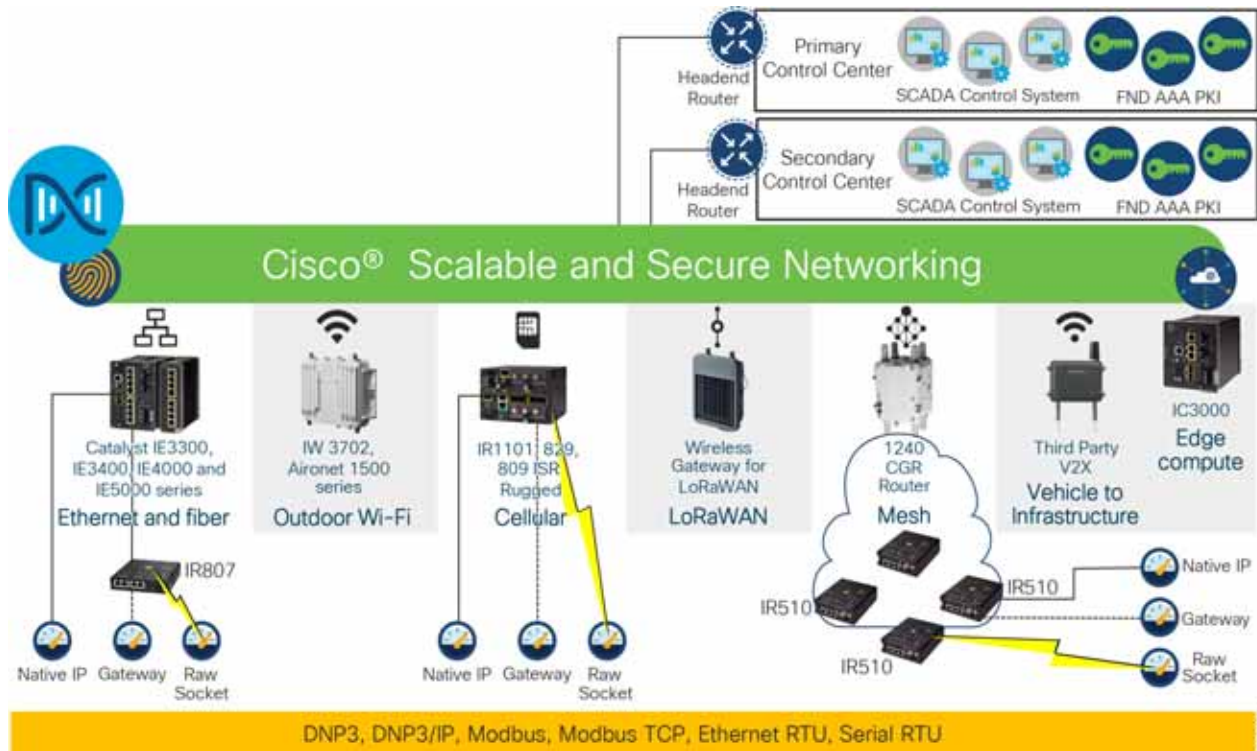 Headend
Router
Primary
Control Center
SCADA Control System
FND AAA PKI
Headend
Router
Secondary
Control Center
SCADA Control System
FND AAA PKI
Cisco® Scalable and Secure Networking
Catalyst IE3300,
IE3400, IE4000 and
IE5000 series
Ethernet and fiber
IW 3702,
Aironet 1500
series
Outdoor Wi-Fi
IR1101, 829,
809 ISR
Rugged
Cellular
Wireless
Gateway for
LoRaWAN
LoRaWAN
1240
CGR
Router
Mesh
Third Party
V2X
Vehicle to
Infrastructure
IC3000
Edge
compute
IR807
Native IP
Gateway
Raw
Socket
Native IP
Gateway
Raw
Socket
IR510
IR510
IR510
Native IP
Gateway
Raw
Socket
DNP3, DNP3/IP, Modbus, Modbus TCP, Ethernet RTU, Serial RTU